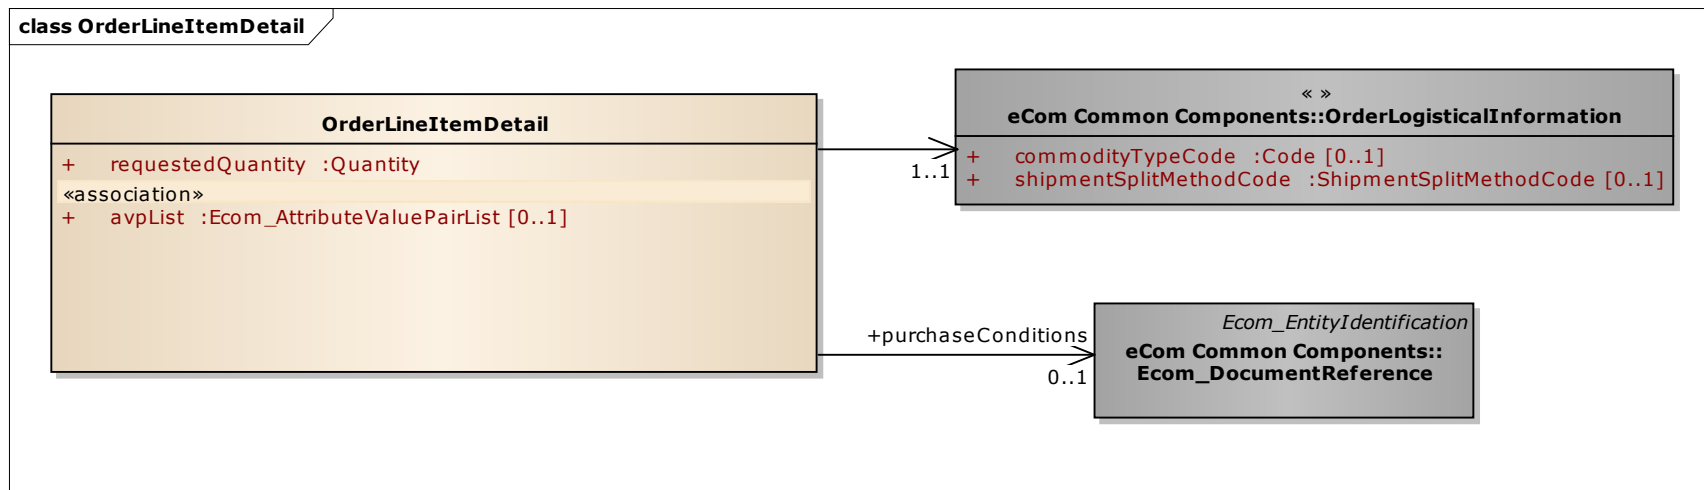 class OrderLineItemDetail
OrderLineItemDetail
+ requestedQuantity :Quantity
«association»
+ avpList :Ecom_AttributeValuePairList [0..1]
« »
eCom Common Components::OrderLogisticalInformation
+ commodityTypeCode :Code [0..1]
+ shipmentSplitMethodCode :ShipmentSplitMethodCode [0..1]
1..1
+purchaseConditions
0..1
Ecom_EntityIdentification
eCom Common Components::
Ecom_DocumentReference